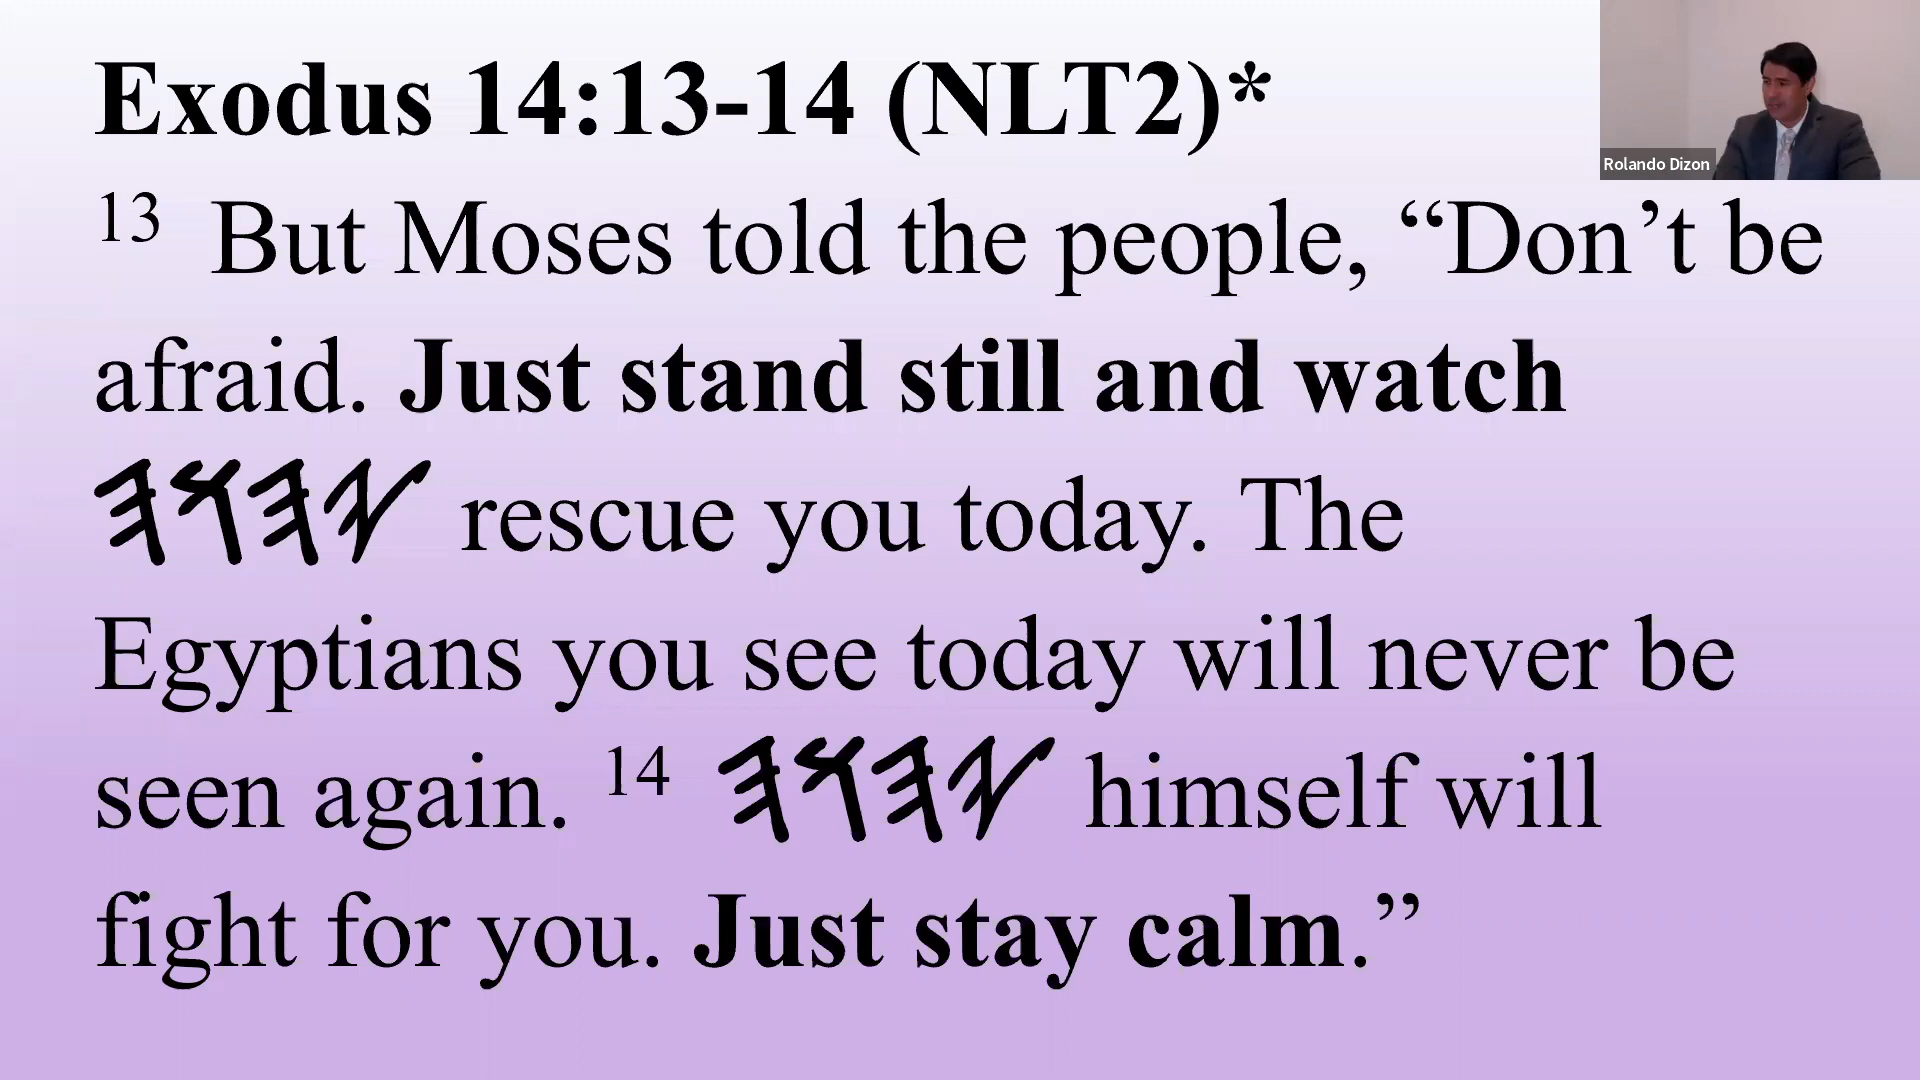 Exodus 14:13-14 (NLT2)*
Rolando Dizon
13 But Moses told the people, “Don’t be
afraid. Just stand still and watch
𐤉𐤄𐤅𐤄 rescue you today. The
Egyptians you see today will never be
seen again. 14 𐤉𐤄𐤅𐤄 himself will
fight for you. Just stay calm.”